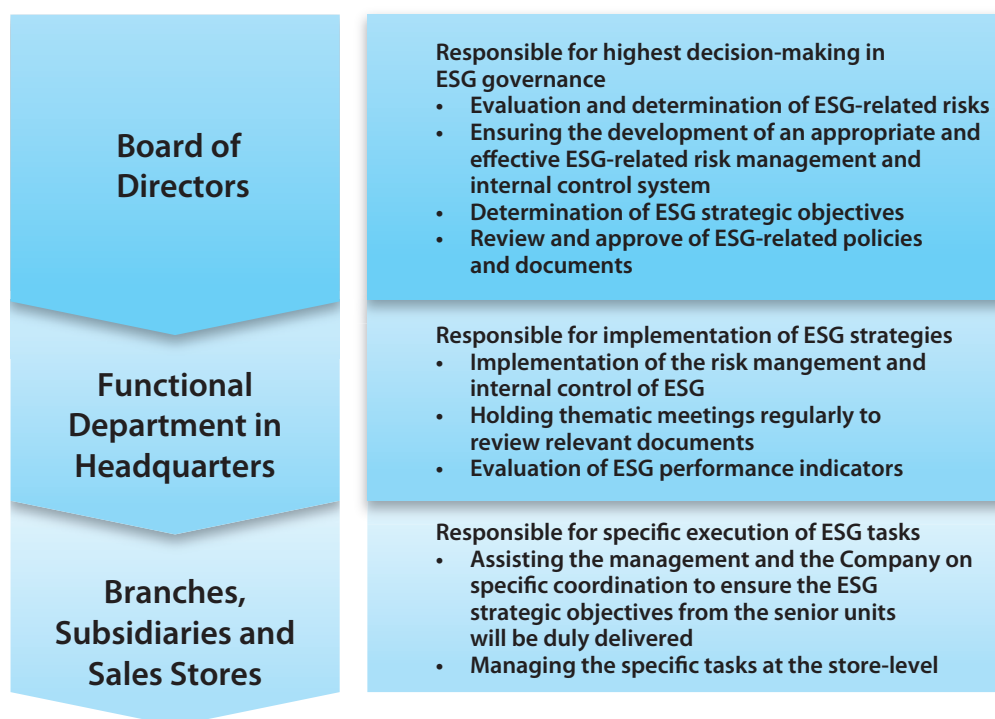 Board of
Directors
Responsible for highest decision-making in
ESG governance
• Evaluation and determination of ESG-related risks
• Ensuring the development of an appropriate and
effective ESG-related risk management and
internal control system
• Determination of ESG strategic objectives
• Review and approve of ESG-related policies
and documents
Functional
Department in
Headquarters
Responsible for implementation of ESG strategies
• Implementation of the risk mangement and
internal control of ESG
• Holding thematic meetings regularly to
review relevant documents
• Evaluation of ESG performance indicators
Branches,
Subsidiaries and
Sales Stores
Responsible for specific execution of ESG tasks
• Assisting the management and the Company on
specific coordination to ensure the ESG
strategic objectives from the senior units
will be duly delivered
• Managing the specific tasks at the store-level